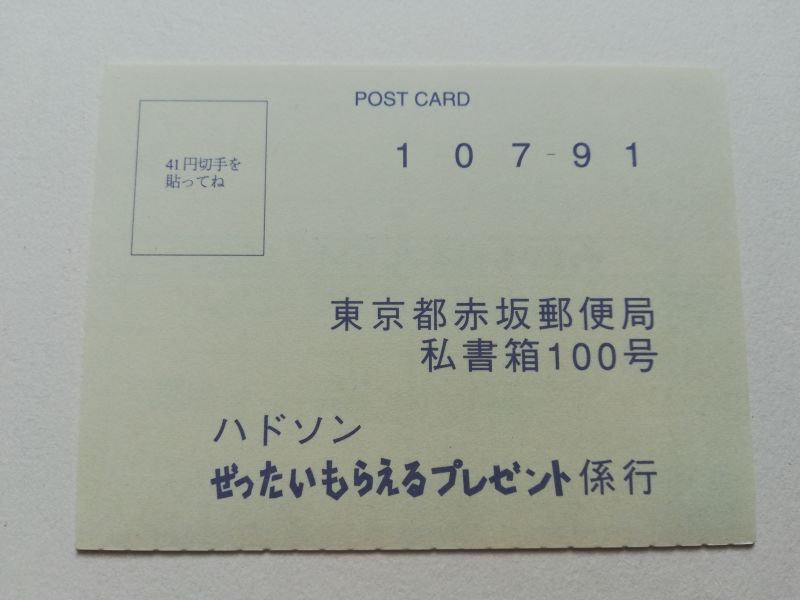 POST CARD
107-91
41円切手を
貼ってね
東京都赤坂郵便局
私書箱100号
ハドソン
ぜったいもらえるプレゼント係行